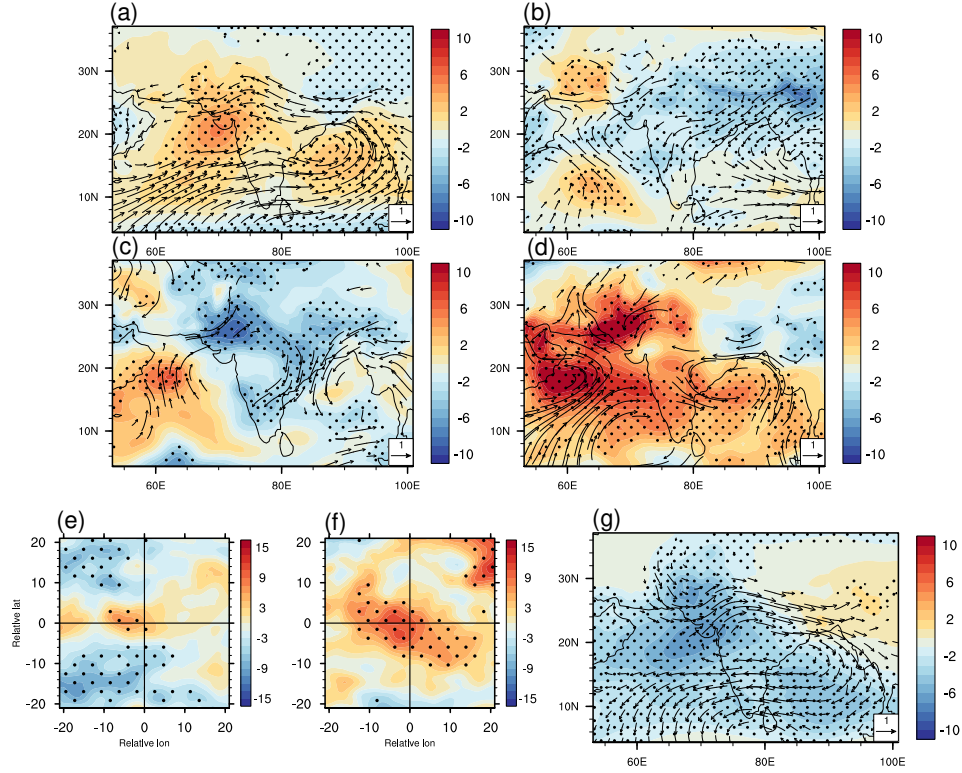 (a)
(b)
30N
20N
10N
60E
80E
100E
1
10
6
2
-2
-6
-10
30N
20N
10N
60E
80E
100E
1
10
6
2
-2
-6
-10
(c)
(d)
30N
20N
10N
60E
80E
100E
1
10
6
2
-2
-6
-10
30N
20N
10N
60E
80E
100E
1
10
6
2
-2
-6
-10
(e)
(f)
(g)
Relative lat
20
10
0
-10
-20
-20
-10
0
10
20
Relative lon
15
9
3
-3
-9
-15
20
10
0
-10
-20
-20
-10
0
10
20
Relative lon
15
9
3
-3
-9
-15
30N
20N
10N
60E
80E
100E
1
10
6
2
-2
-6
-10